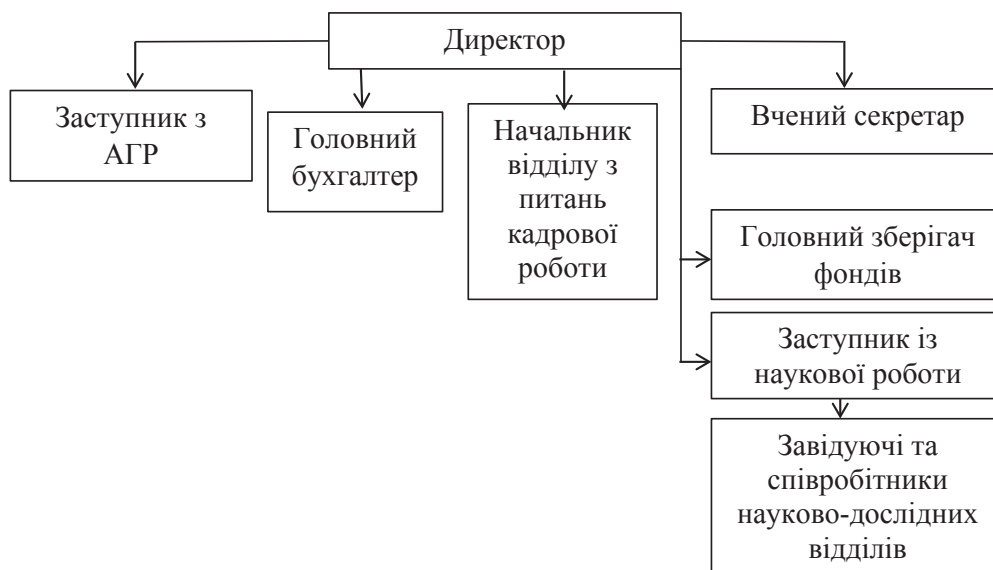 Директор
Заступник з
АГР
Головний
бухгалтер
Начальник
відділу з
питань
кадрової
роботи
Вчений секретар
Головний зберігач
фондів
Заступник із
наукової роботи
Завідуючі та
співробітники
науково-дослідних
відділів